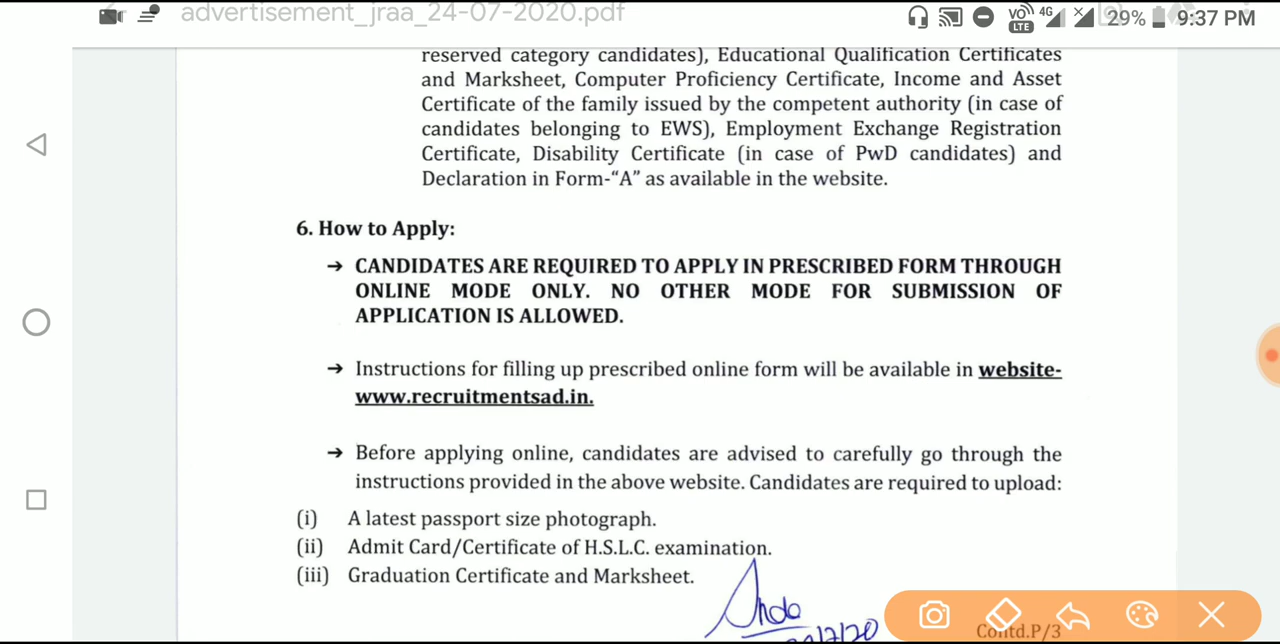 advertisement_jraa_24-07-2020.pdf
VO)) LTE 4G 29% 9:37 PM
reserved category candidates), Educational Qualification Certificates
and Marksheet, Computer Proficiency Certificate, Income and Asset
Certificate of the family issued by the competent authority (in case of
candidates belonging to EWS), Employment Exchange Registration
Certificate, Disability Certificate (in case of PwD candidates) and
Declaration in Form-“A” as available in the website.
6. How to Apply:
➔ CANDIDATES ARE REQUIRED TO APPLY IN PRESCRIBED FORM THROUGH
ONLINE MODE ONLY. NO OTHER MODE FOR SUBMISSION OF
APPLICATION IS ALLOWED.
➔ Instructions for filling up prescribed online form will be available in website-
www.recruitmentsad.in.
➔ Before applying online, candidates are advised to carefully go through the
instructions provided in the above website. Candidates are required to upload:
(i) A latest passport size photograph.
(ii) Admit Card/Certificate of H.S.L.C. examination.
(iii) Graduation Certificate and Marksheet.
Contd.P/3